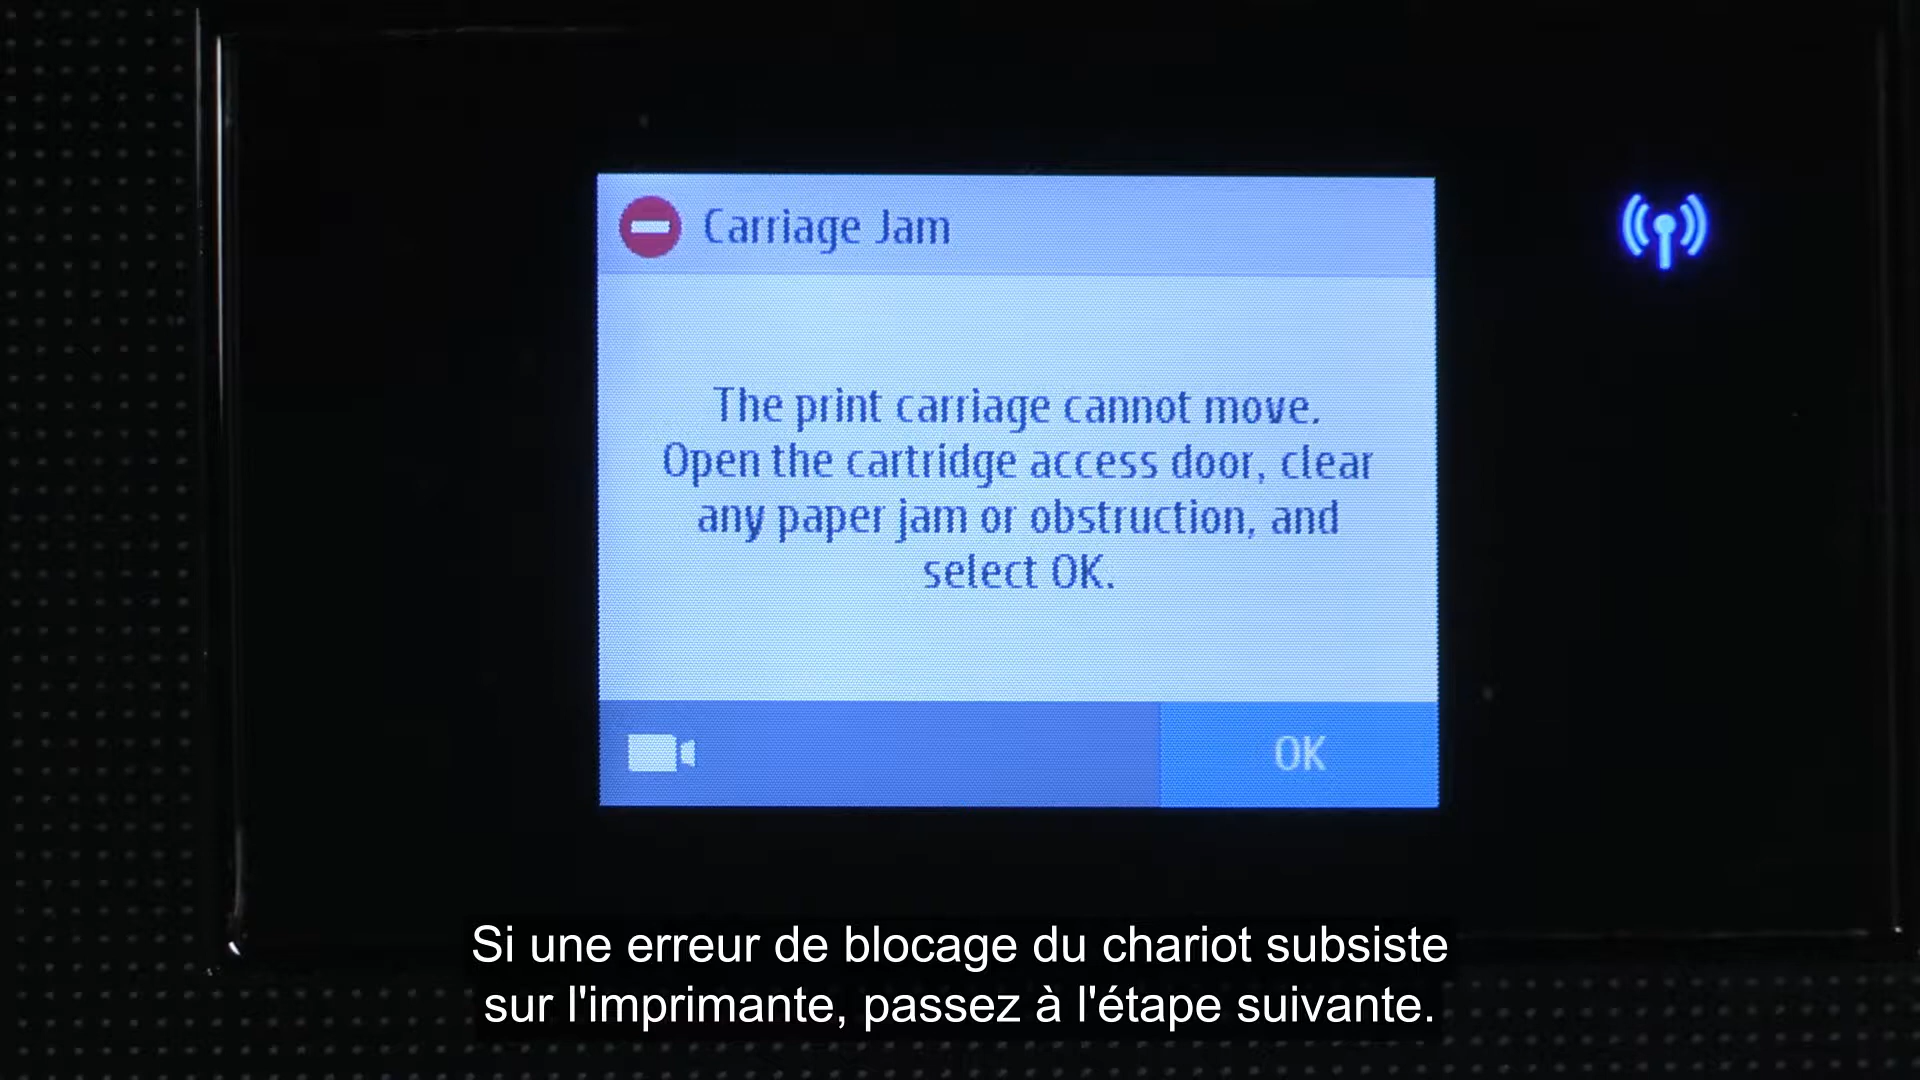 Carriage Jam
The print carriage cannot move.
Open the cartridge access door, clear
any paper jam or obstruction, and
select OK.
OK
Si une erreur de blocage du chariot subsiste
sur l'imprimante, passez à l'étape suivante.